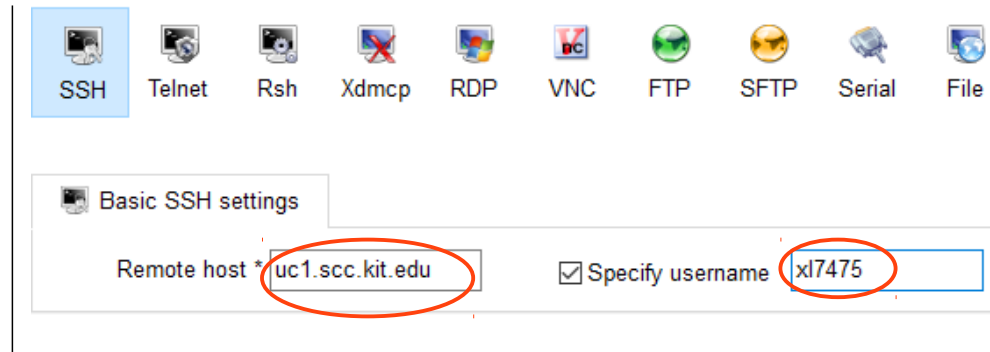 SSH Telnet Rsh Xdmcp RDP VNC FTP SFTP Serial File
Basic SSH settings
Remote host * uc1.scc.kit.edu Specify username xl7475